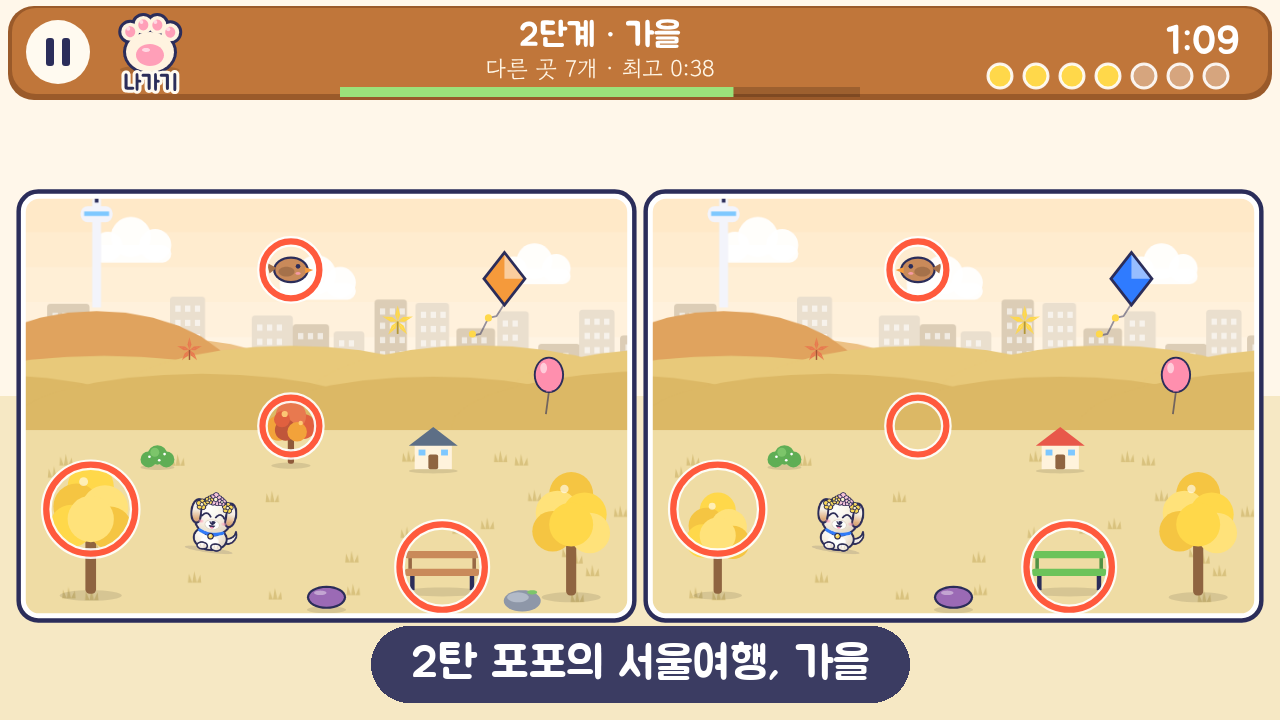 나가기
2단계 · 가을
다른 곳 7개 · 최고 0:38
1:09
2탄 포포의 서울여행, 가을